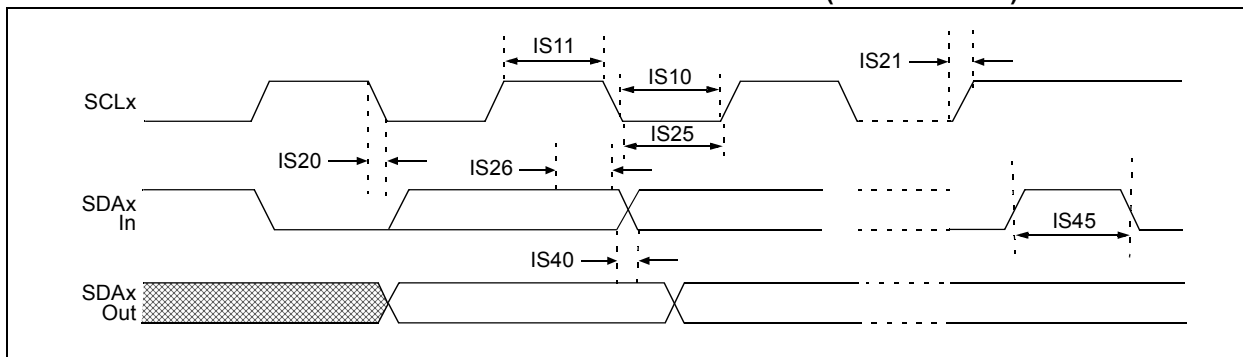 IS11
IS21
IS10
SCLx
IS25
IS20
IS26
SDAx
In
IS45
IS40
SDAx
Out